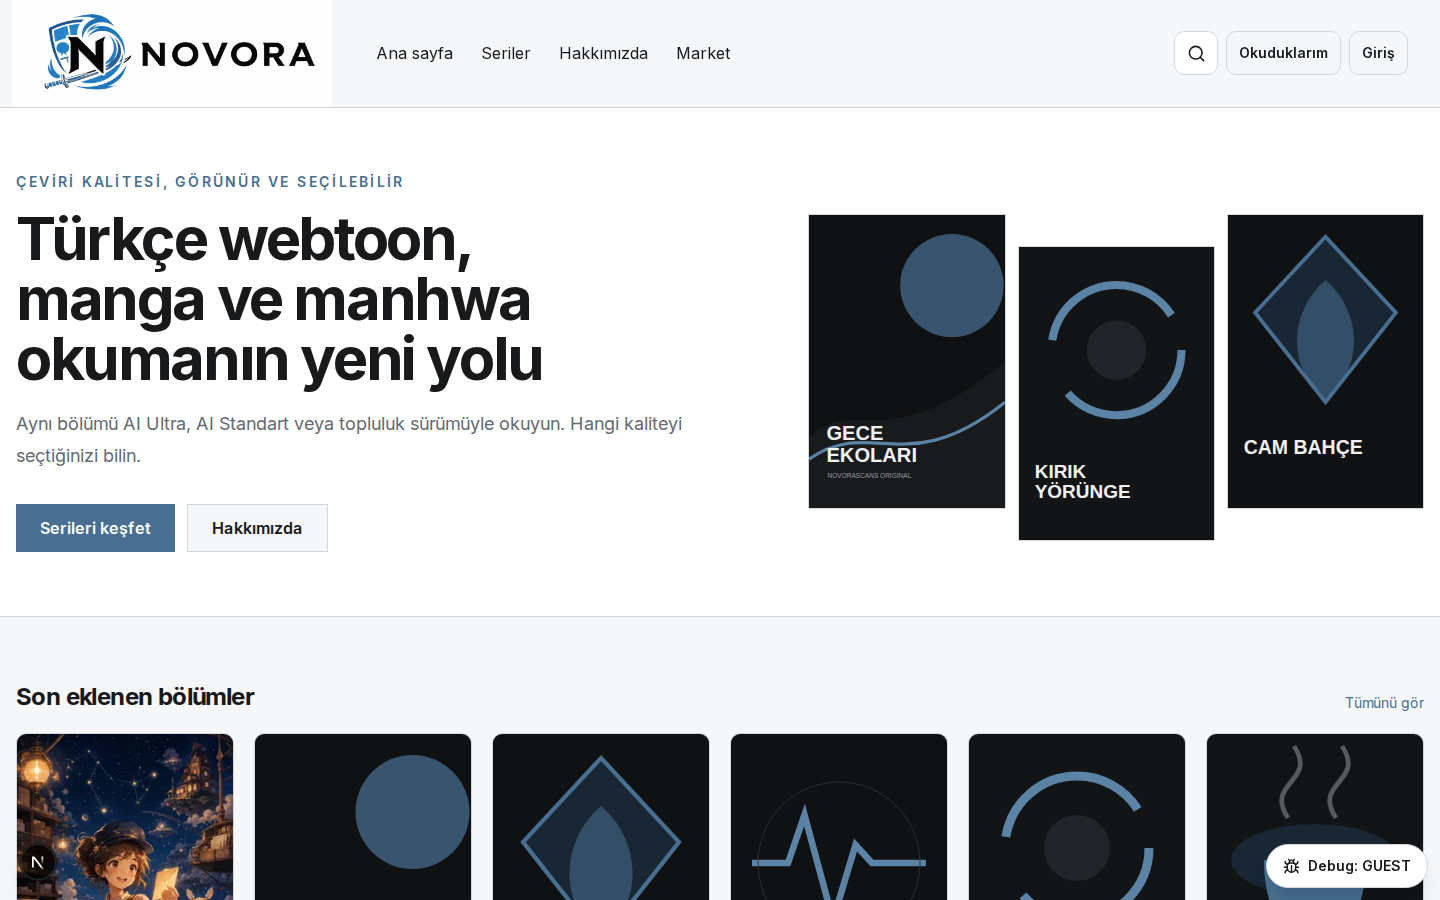 NOVORA
Ana sayfa
Seriler
Hakkımızda
Market
Okuduklarım
Giriş
ÇEVİRİ KALİTESİ, GÖRÜNÜR VE SEÇİLEBİLİR
Türkçe webtoon,
manga ve manhwa
okumanın yeni yolu
Aynı bölümü AI Ultra, AI Standart veya topluluk sürümüyle okuyun. Hangi kaliteyi
seçtiğinizi bilin.
Serileri keşfet
Hakkımızda
GECE
EKOLARI
NOVORASCANS ORIGINAL
KIRIK
YÖRÜNGE
CAM BAHÇE
Son eklenen bölümler
Tümünü gör
N
Debug: GUEST